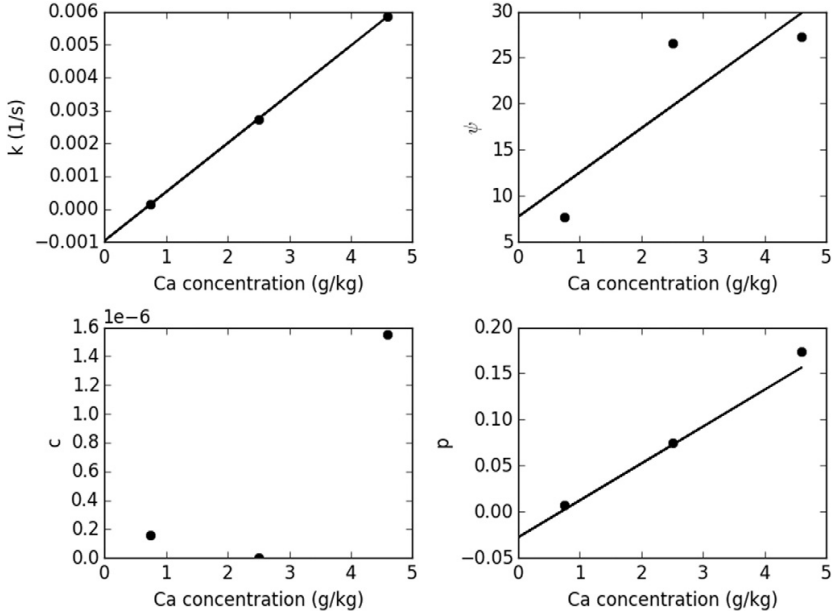 0.006
0.005
0.004
0.003
0.002
0.001
0.000
−0.001
k (1/s)
0 1 2 3 4 5
Ca concentration (g/kg)
30
25
20
15
10
5
ψ
0 1 2 3 4 5
Ca concentration (g/kg)
1e−6
1.6
1.4
1.2
1.0
0.8
0.6
0.4
0.2
0.0
c
0 1 2 3 4 5
Ca concentration (g/kg)
0.20
0.15
0.10
0.05
0.00
−0.05
p
0 1 2 3 4 5
Ca concentration (g/kg)